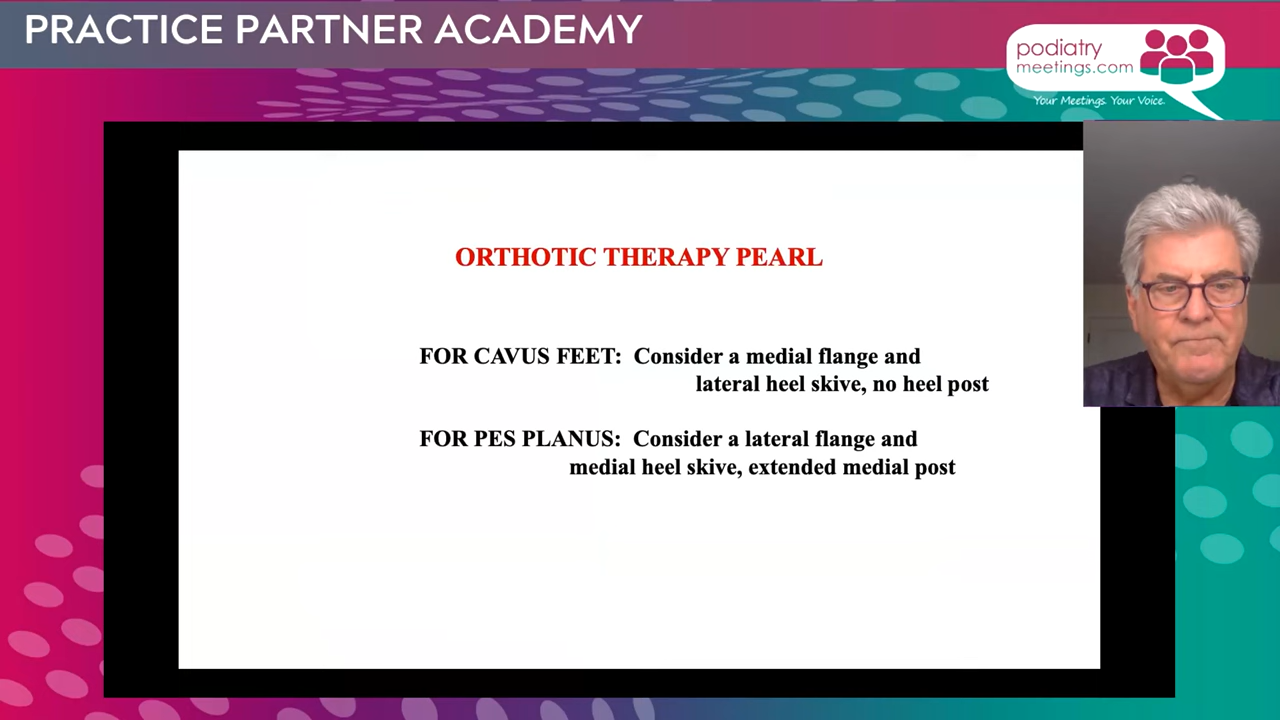 PRACTICE PARTNER ACADEMY
podiatry
meetings.com
Your Meetings. Your Voice.
ORTHOTIC THERAPY PEARL
FOR CAVUS FEET: Consider a medial flange and
lateral heel skive, no heel post
FOR PES PLANUS: Consider a lateral flange and
medial heel skive, extended medial post